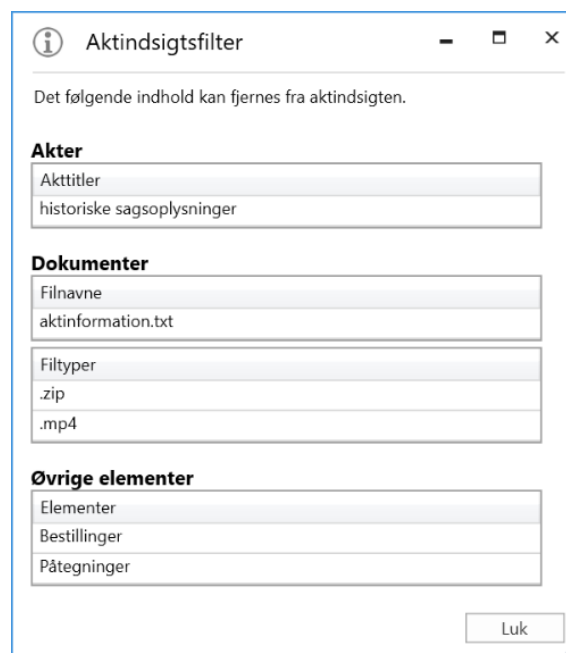 Aktindsigtsfilter
Det følgende indhold kan fjernes fra aktindsigten.
Akter
Akttitler
historiske sagsoplysninger
Dokumenter
Filnavne
aktinformation.txt
Filtyper
.zip
.mp4
Øvrige elementer
Elementer
Bestillinger
Påtegninger
Luk